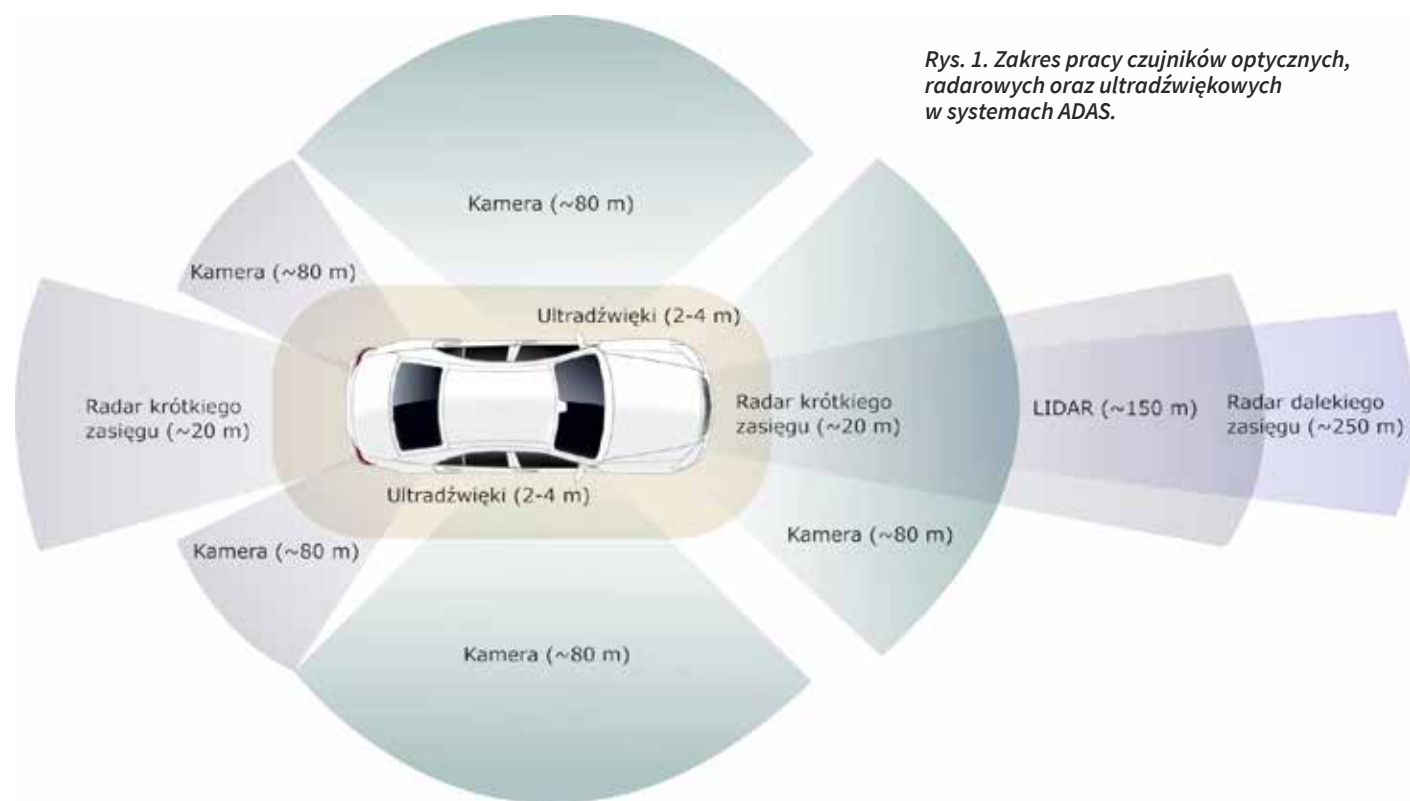 Rys. 1. Zakres pracy czujników optycznych,
radarowych oraz ultradźwiękowych
w systemach ADAS.
Kamera (~80 m)
Kamera (~80 m)
Ultradźwięki (2-4 m)
Radar krótkiego
zasięgu (~20 m)
Radar krótkiego
zasięgu (~20 m)
LIDAR (~150 m)
Radar dalekiego
zasięgu (~250 m)
Ultradźwięki (2-4 m)
Kamera (~80 m)
Kamera (~80 m)
Kamera (~80 m)